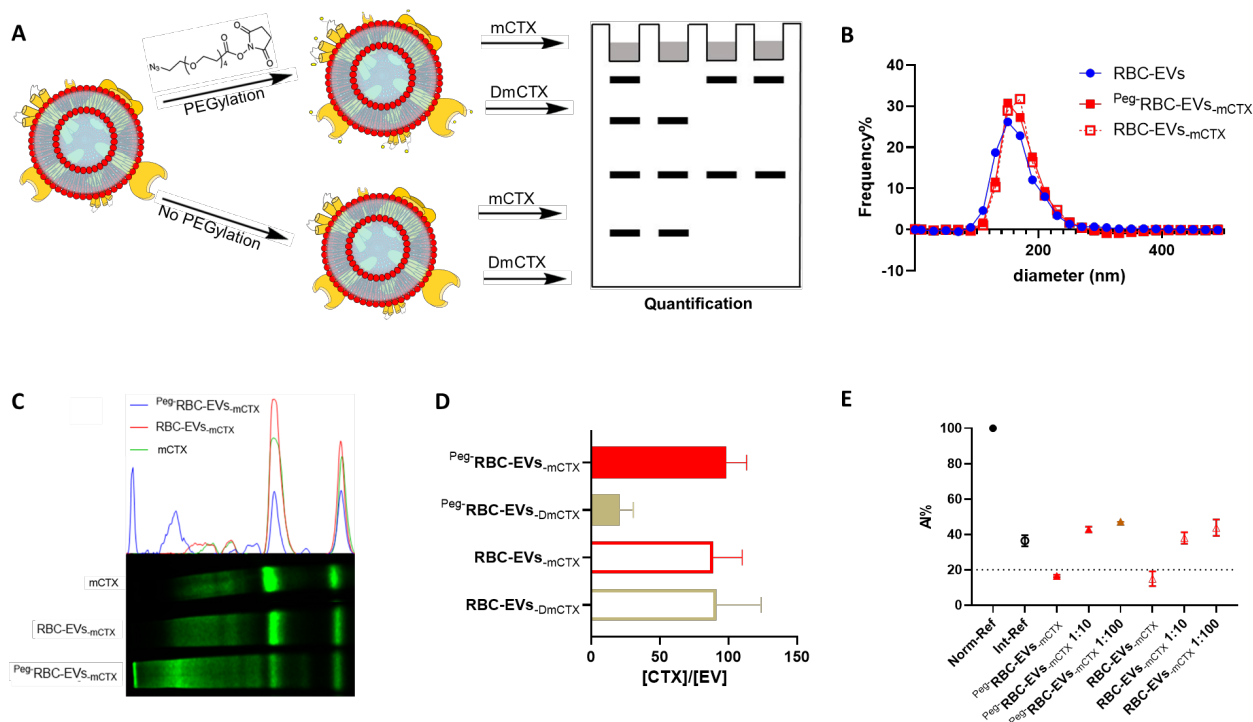 A
N₃
O
4
O
O
N
O
O
PEGylation
No PEGylation
mCTX
DmCTX
mCTX
DmCTX
Quantification
B
RBC-EVs
Peg-RBC-EVs-mCTX
RBC-EVs-mCTX
Frequency%
40
30
20
10
0
-10
200
400
diameter (nm)
C
Peg-RBC-EVs-mCTX
RBC-EVs-mCTX
mCTX
mCTX
RBC-EVs-mCTX
Peg-RBC-EVs-mCTX
D
Peg-RBC-EVs-mCTX
Peg-RBC-EVs-DmCTX
RBC-EVs-mCTX
RBC-EVs-DmCTX
0
50
100
150
[CTX]/[EV]
E
AI%
100
80
60
40
20
0
Norm-Ref
Int-Ref
Peg-RBC-EVs-mCTX
Peg-RBC-EVs-mCTX 1:10
Peg-RBC-EVs-mCTX 1:100
RBC-EVs-mCTX
RBC-EVs-mCTX 1:10
RBC-EVs-mCTX 1:100